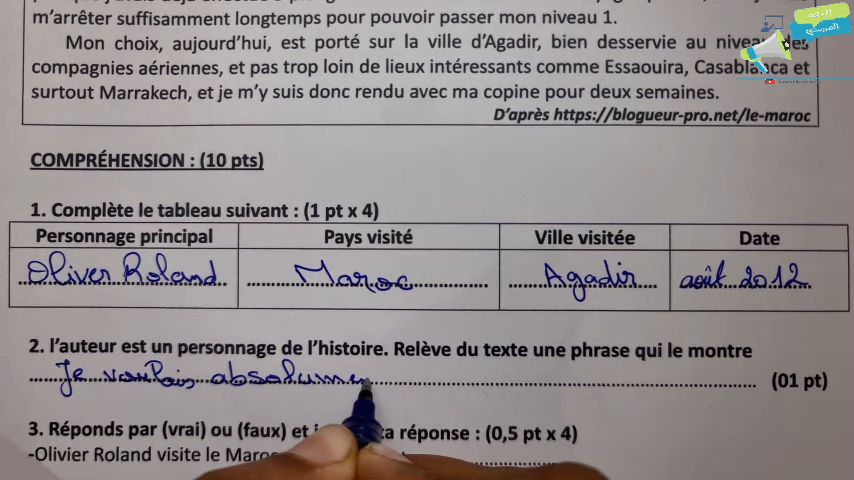 m'arrêter suffisamment longtemps pour pouvoir passer mon niveau 1.
Mon choix, aujourd'hui, est porté sur la ville d'Agadir, bien desservie au niveau des
compagnies aériennes, et pas trop loin de lieux intéressants comme Essaouira, Casablanca et
surtout Marrakech, et je m'y suis donc rendu avec ma copine pour deux semaines.
D'après https://blogueur-pro.net/le-maroc
COMPRÉHENSION : (10 pts)
1. Complète le tableau suivant : (1 pt x 4)
Personnage principal Pays visité Ville visitée Date
Oliver Roland Maroc Agadir août 2012
2. l'auteur est un personnage de l'histoire. Relève du texte une phrase qui le montre
Je voulais absolumen (01 pt)
3. Réponds par (vrai) ou (faux) et ta réponse : (0,5 pt x 4)
-Olivier Roland visite le Maroc